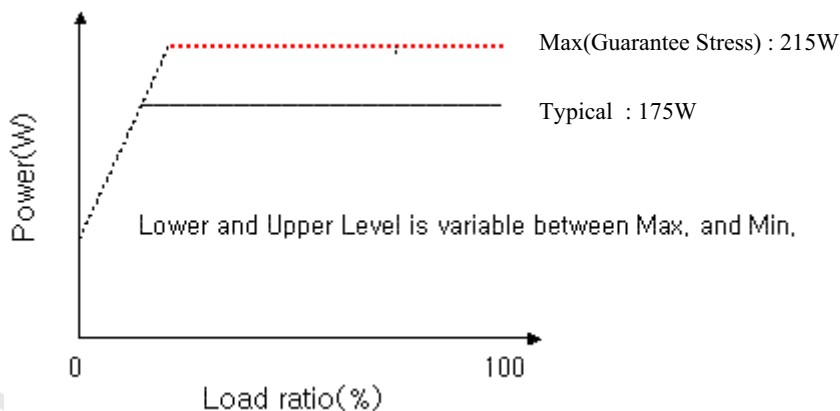 Max(Guarantee Stress) : 215W
Typical : 175W
Power(W)
Lower and Upper Level is variable between Max, and Min,
0
100
Load ratio(%)